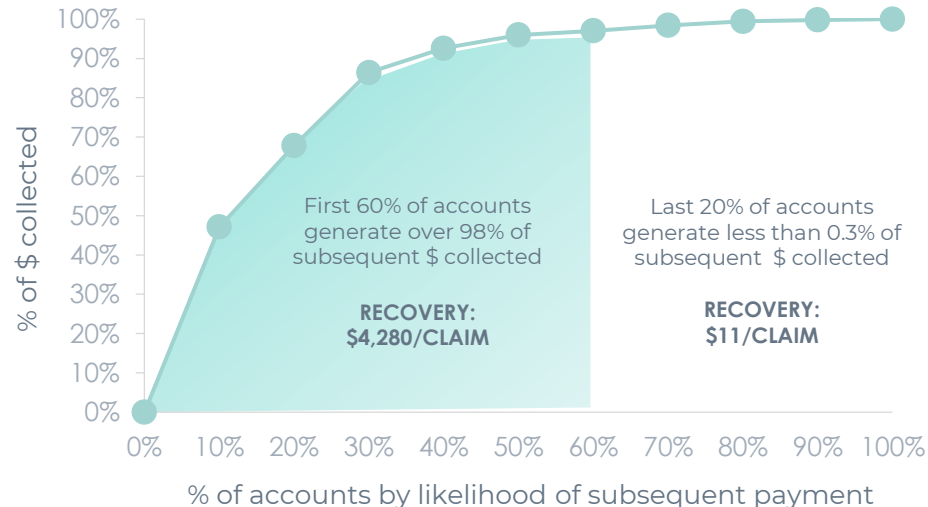 100%
90%
80%
70%
60%
50%
40%
30%
20%
10%
0%
% of $ collected
First 60% of accounts
generate over 98% of
subsequent $ collected
RECOVERY:
$4,280/CLAIM
Last 20% of accounts
generate less than 0.3% of
subsequent $ collected
RECOVERY:
$11/CLAIM
0% 10% 20% 30% 40% 50% 60% 70% 80% 90% 100%
% of accounts by likelihood of subsequent payment